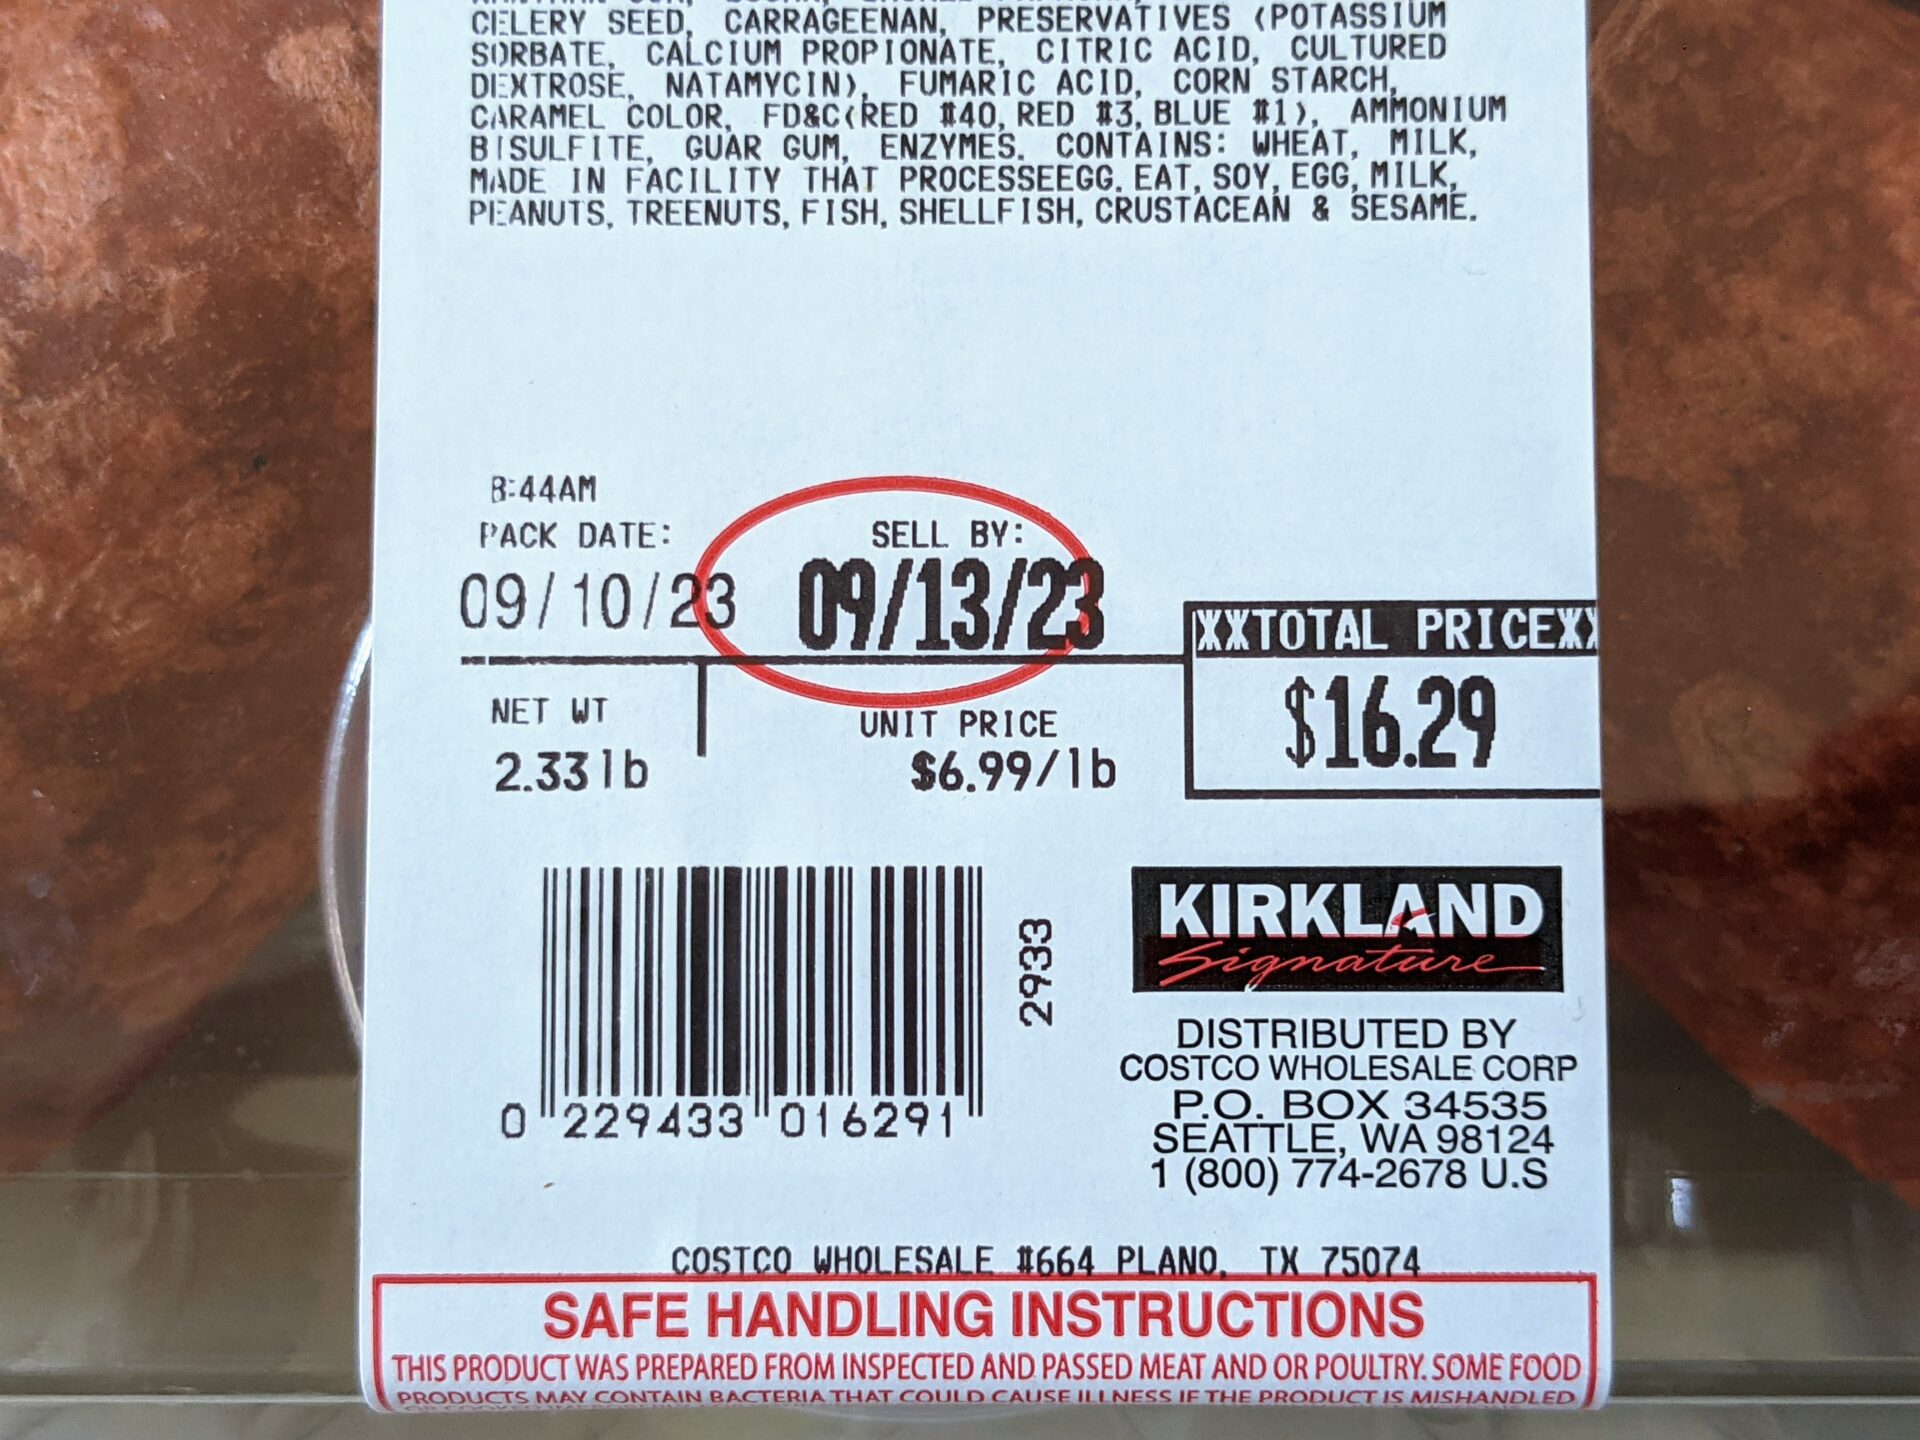 CELERY SEED, CARRAGEENAN, PRESERVATIVES (POTASSIUM
SORBATE, CALCIUM PROPIONATE, CITRIC ACID, CULTURED
DEXTROSE, NATAMYCIN), FUMARIC ACID, CORN STARCH,
CARAMEL COLOR, FD&C(RED #40, RED #3, BLUE #1), AMMONIUM
BISULFITE, GUAR GUM, ENZYMES. CONTAINS: WHEAT, MILK,
MADE IN FACILITY THAT PROCESSEEGG. EAT, SOY, EGG, MILK,
PEANUTS, TREENUTS, FISH, SHELLFISH, CRUSTACEAN & SESAME.
8:44AM
PACK DATE: SELL BY:
09/10/23 09/13/23
XXTOTAL PRICEXX
$16.29
NET WT UNIT PRICE
2.33 lb $6.99/lb
0 229433 016291
2933
KIRKLAND
Signature
DISTRIBUTED BY
COSTCO WHOLESALE CORP
P.O. BOX 34535
SEATTLE, WA 98124
1 (800) 774-2678 U.S
COSTCO WHOLESALE #664 PLANO, TX 75074
SAFE HANDLING INSTRUCTIONS
THIS PRODUCT WAS PREPARED FROM INSPECTED AND PASSED MEAT AND OR POULTRY. SOME FOOD
PRODUCTS MAY CONTAIN BACTERIA THAT COULD CAUSE ILLNESS IF THE PRODUCT IS MISHANDLED